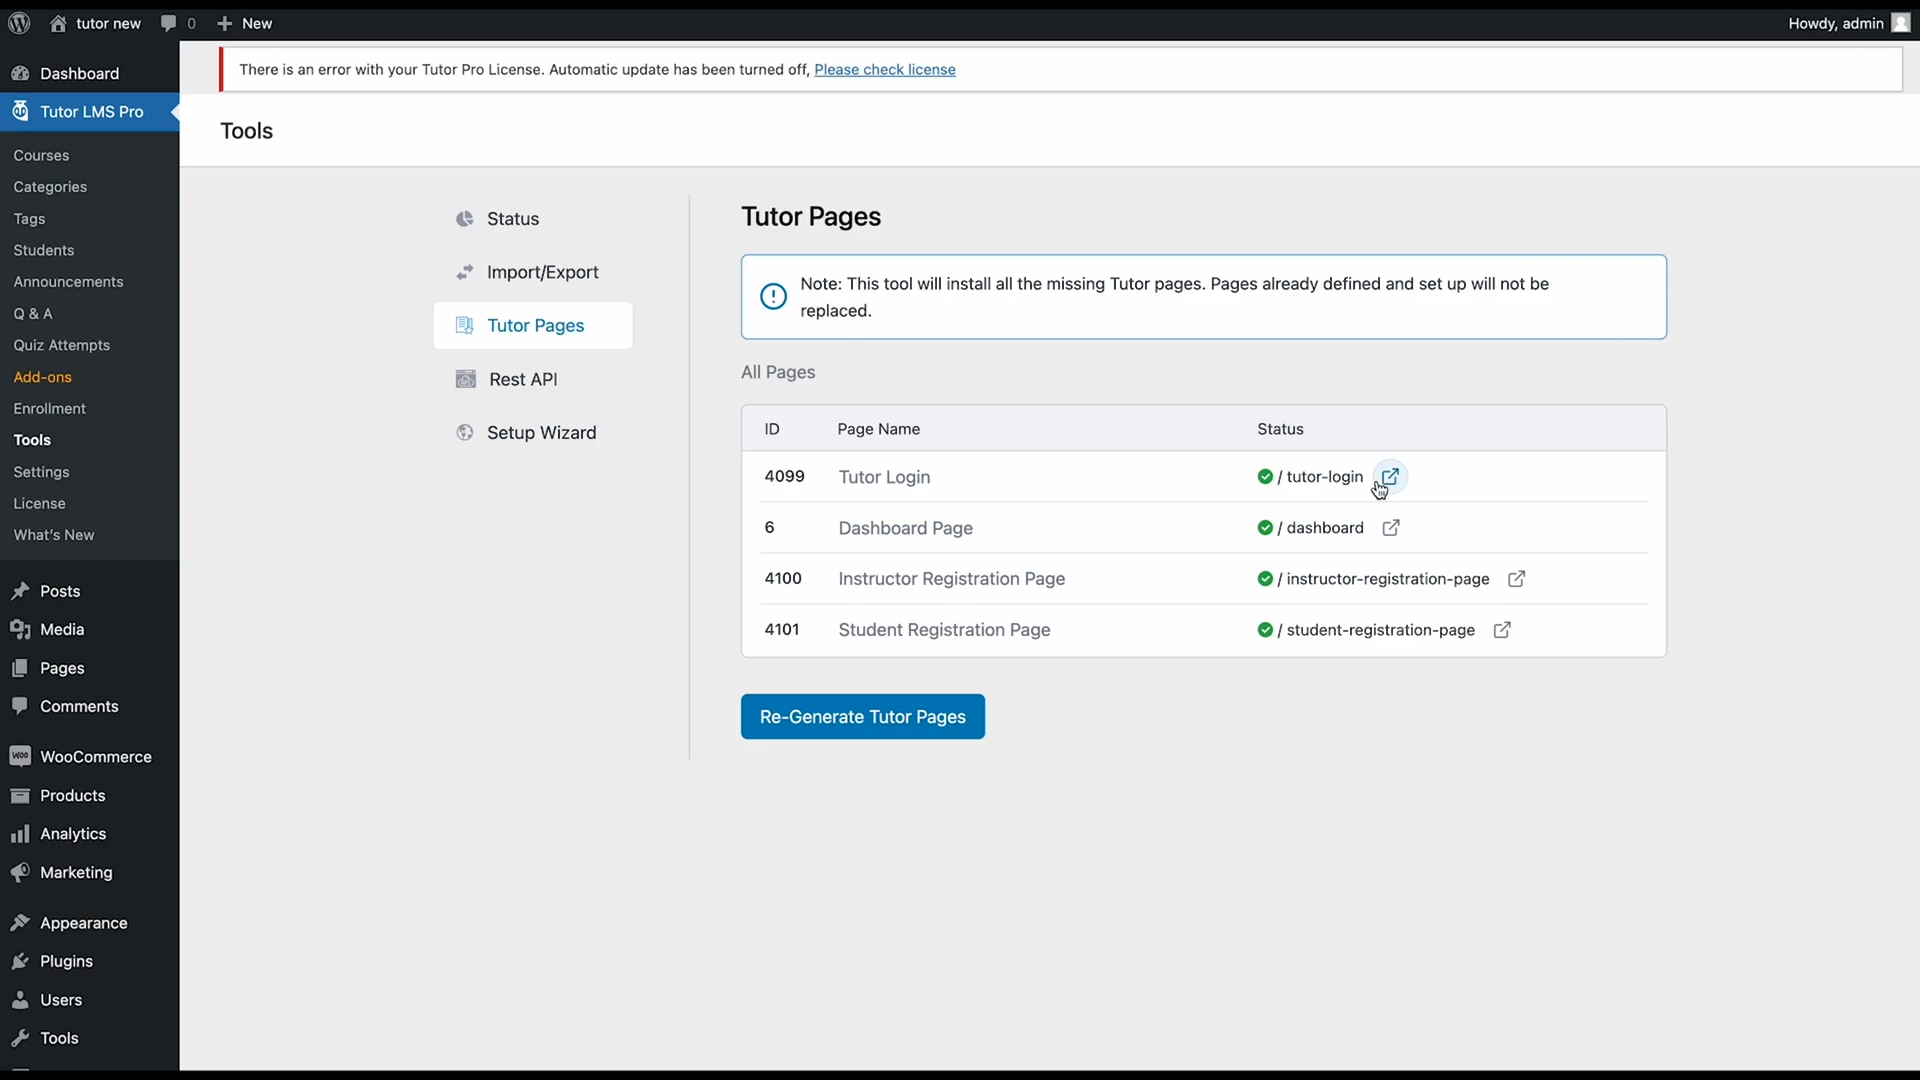 tutor new 0 + New Howdy, admin
There is an error with your Tutor Pro License. Automatic update has been turned off, Please check license
Dashboard
Tutor LMS Pro
Courses
Categories
Tags
Students
Announcements
Q & A
Quiz Attempts
Add-ons
Enrollment
Tools
Settings
License
What's New
Posts
Media
Pages
Comments
WOO WooCommerce
Products
Analytics
Marketing
Appearance
Plugins
Users
Tools
Tools
Status
Import/Export
Tutor Pages
Rest API
Setup Wizard
Tutor Pages
Note: This tool will install all the missing Tutor pages. Pages already defined and set up will not be
replaced.
All Pages
ID Page Name Status
4099 Tutor Login / tutor-login
6 Dashboard Page / dashboard
4100 Instructor Registration Page / instructor-registration-page
4101 Student Registration Page / student-registration-page
Re-Generate Tutor Pages